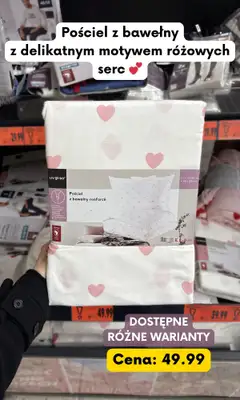 Pościel z bawełny
z delikatnym motywem różowych
serc 💕
Pościel
z bawełny
DOSTĘPNE
RÓŻNE WARIANTY
Cena: 49.99